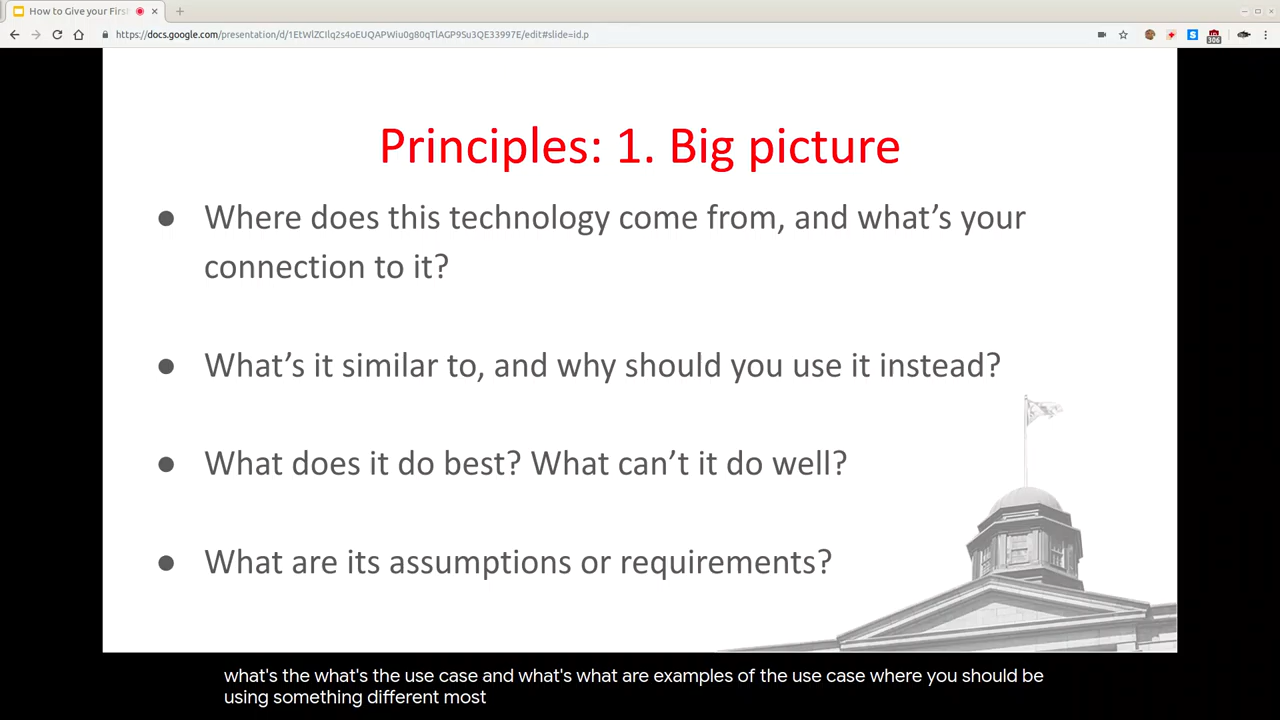 How to Give your Firs
https://docs.google.com/presentation/d/1EtWlZCIlq2s4oEUQAPWiu0g80qTlAGP9Su3QE33997E/edit#slide=id.p
306
Principles: 1. Big picture
● Where does this technology come from, and what’s your
connection to it?
● What’s it similar to, and why should you use it instead?
● What does it do best? What can’t it do well?
● What are its assumptions or requirements?
what's the what's the use case and what's what are examples of the use case where you should be
using something different most